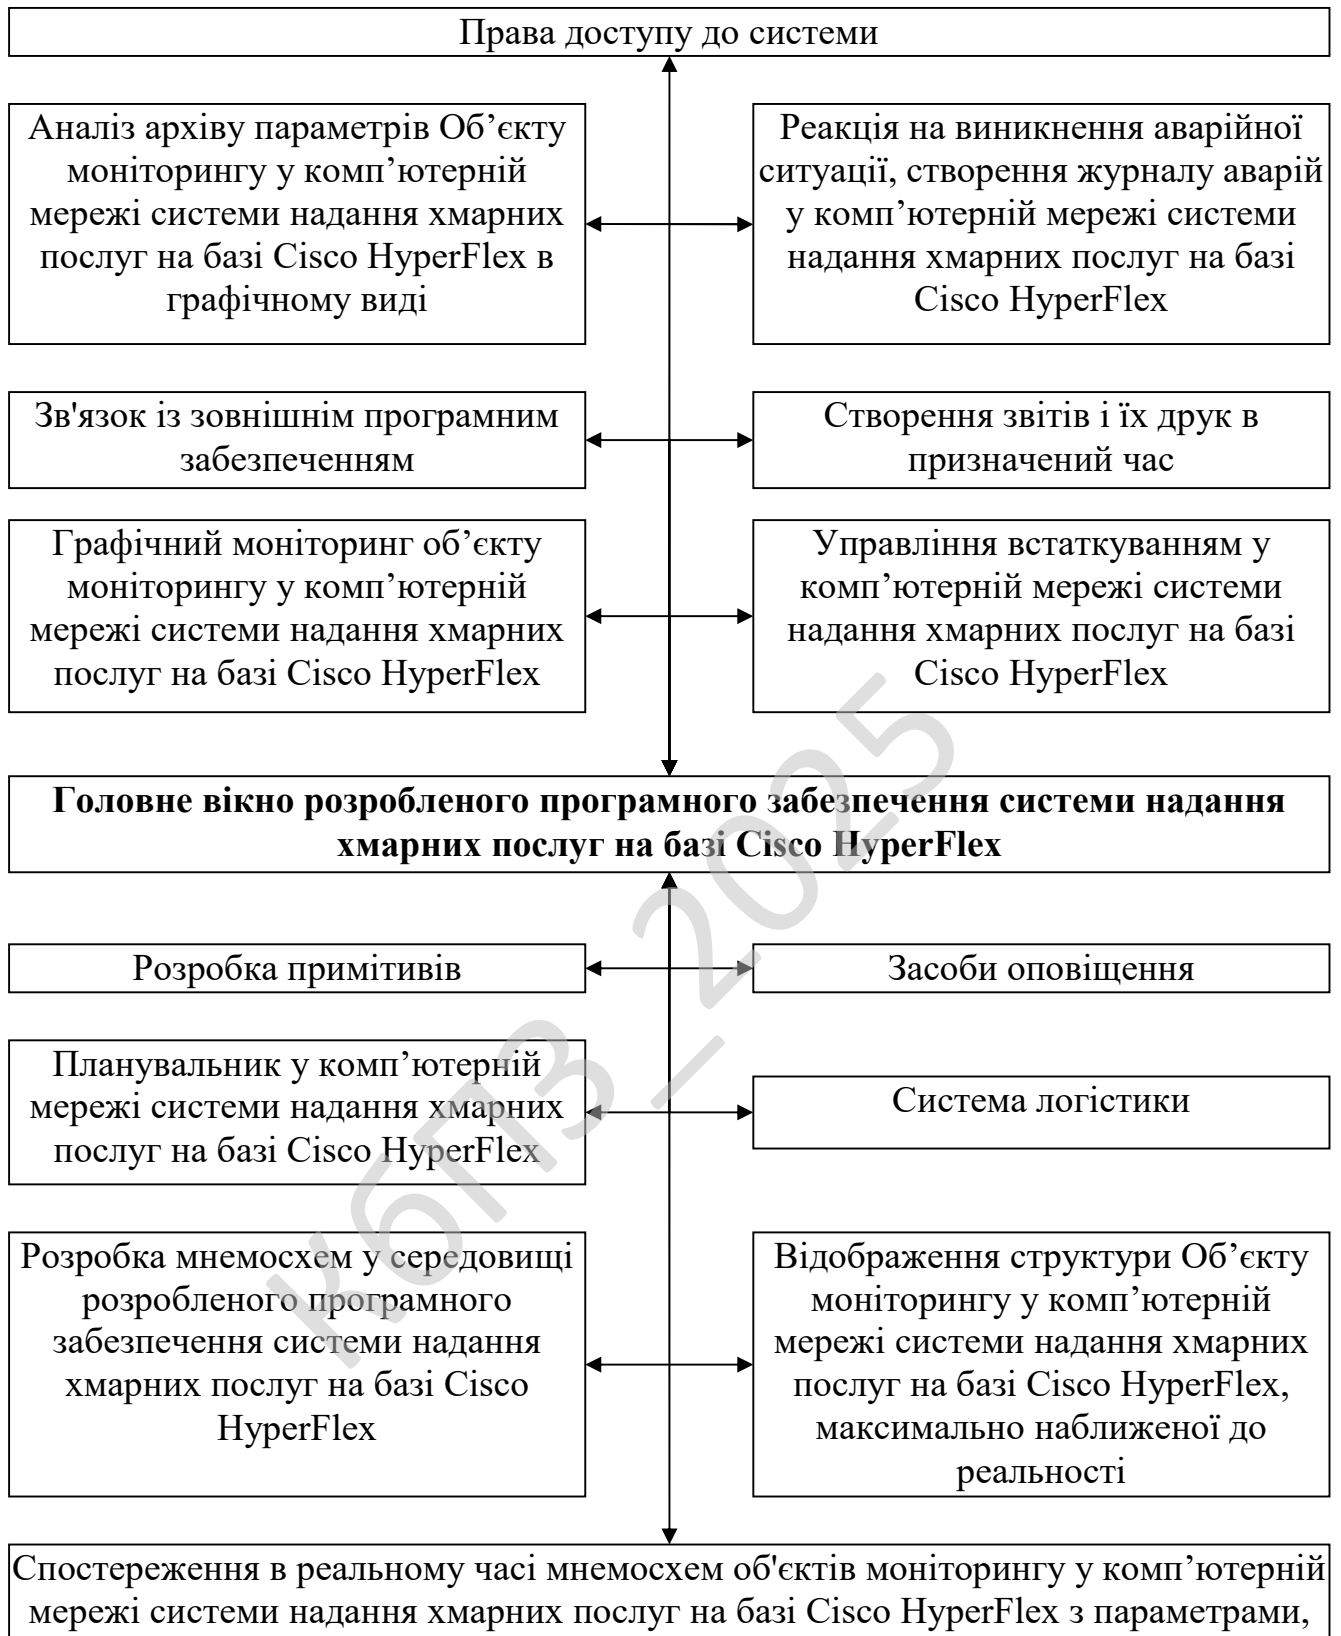 Права доступу до системи
Аналіз архіву параметрів Об’єкту
моніторингу у комп’ютерній
мережі системи надання хмарних
послуг на базі Cisco HyperFlex в
графічному виді
Реакція на виникнення аварійної
ситуації, створення журналу аварій
у комп’ютерній мережі системи
надання хмарних послуг на базі
Cisco HyperFlex
Зв'язок із зовнішнім програмним
забезпеченням
Створення звітів і їх друк в
призначений час
Графічний моніторинг об’єкту
моніторингу у комп’ютерній
мережі системи надання хмарних
послуг на базі Cisco HyperFlex
Управління встаткуванням у
комп’ютерній мережі системи
надання хмарних послуг на базі
Cisco HyperFlex
Головне вікно розробленого програмного забезпечення системи надання
хмарних послуг на базі Cisco HyperFlex
Розробка примітивів
Засоби оповіщення
Планувальник у комп’ютерній
мережі системи надання хмарних
послуг на базі Cisco HyperFlex
Система логістики
Розробка мнемосхем у середовищі
розробленого програмного
забезпечення системи надання
хмарних послуг на базі Cisco
HyperFlex
Відображення структури Об’єкту
моніторингу у комп’ютерній
мережі системи надання хмарних
послуг на базі Cisco HyperFlex,
максимально наближеної до
реальності
Спостереження в реальному часі мнемосхем об'єктів моніторингу у комп’ютерній
мережі системи надання хмарних послуг на базі Cisco HyperFlex з параметрами,
КбПЗ_2025